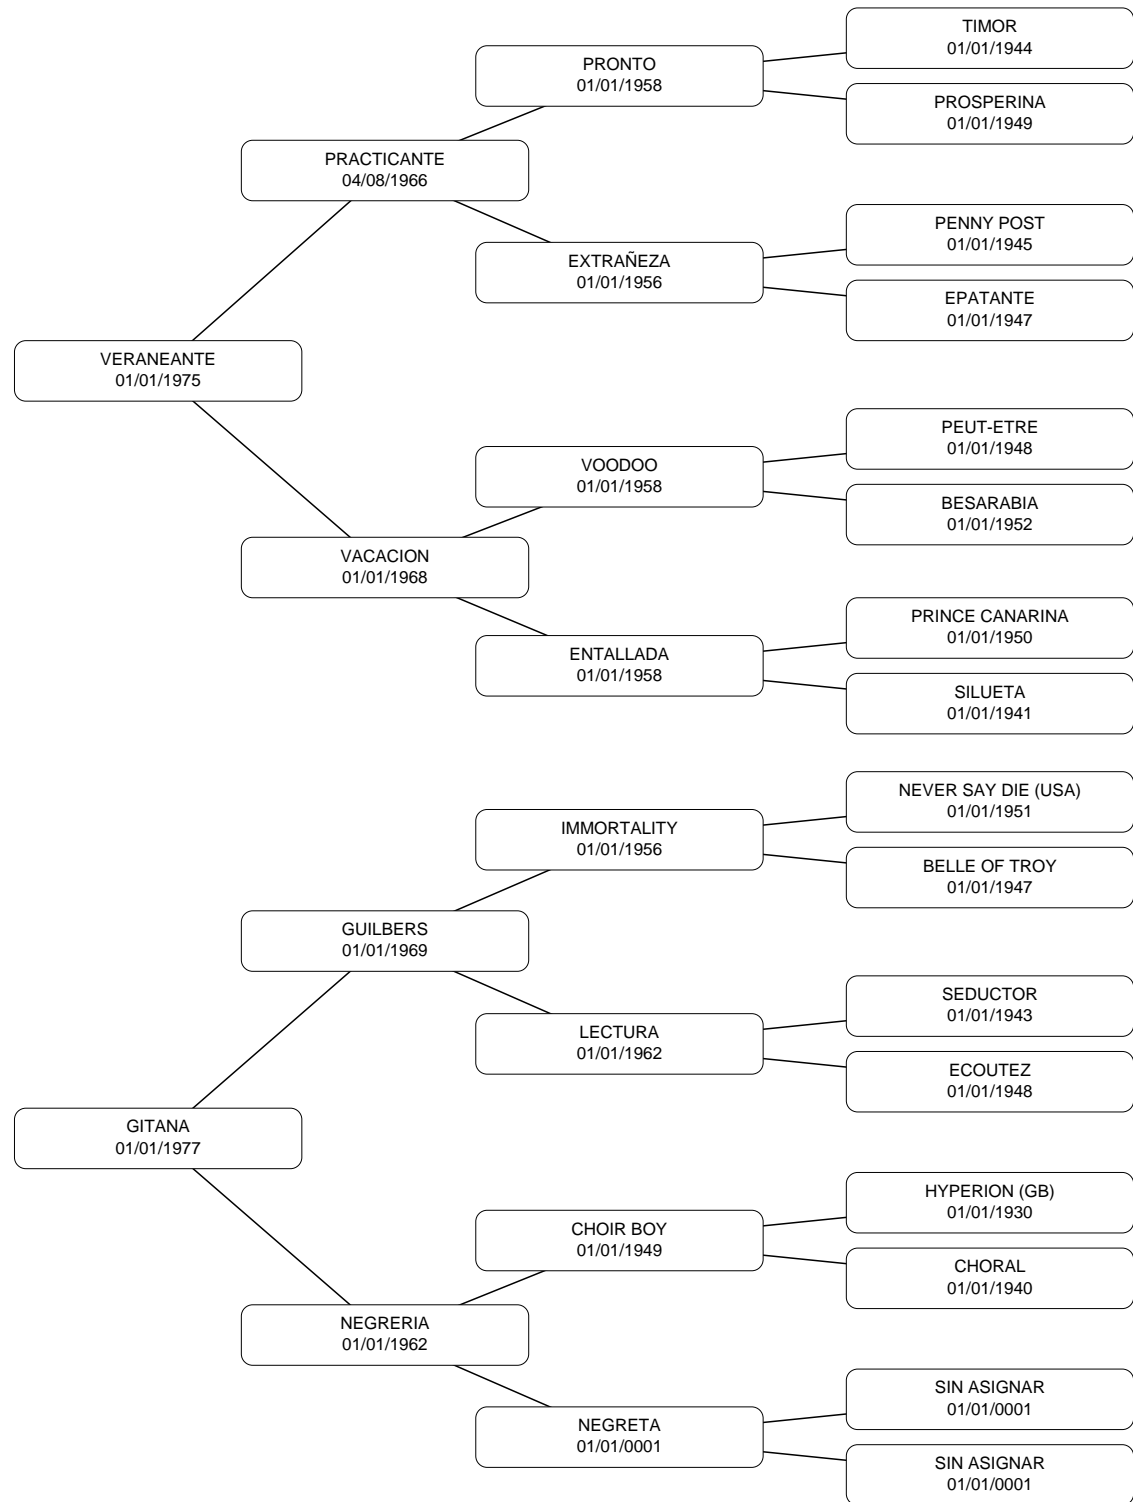 TIMOR
01/01/1944
PRONTO
01/01/1958
PROSPERINA
01/01/1949
PRACTICANTE
04/08/1966
PENNY POST
01/01/1945
EXTRAÑEZA
01/01/1956
EPATANTE
01/01/1947
VERANEANTE
01/01/1975
PEUT-ETRE
01/01/1948
VOODOO
01/01/1958
BESARABIA
01/01/1952
VACACION
01/01/1968
PRINCE CANARINA
01/01/1950
ENTALLADA
01/01/1958
SILUETA
01/01/1941
NEVER SAY DIE (USA)
01/01/1951
IMMORTALITY
01/01/1956
BELLE OF TROY
01/01/1947
GUILBERS
01/01/1969
SEDUCTOR
01/01/1943
LECTURA
01/01/1962
ECOUTEZ
01/01/1948
GITANA
01/01/1977
HYPERION (GB)
01/01/1930
CHOIR BOY
01/01/1949
CHORAL
01/01/1940
NEGRERIA
01/01/1962
SIN ASIGNAR
01/01/0001
NEGRETA
01/01/0001
SIN ASIGNAR
01/01/0001